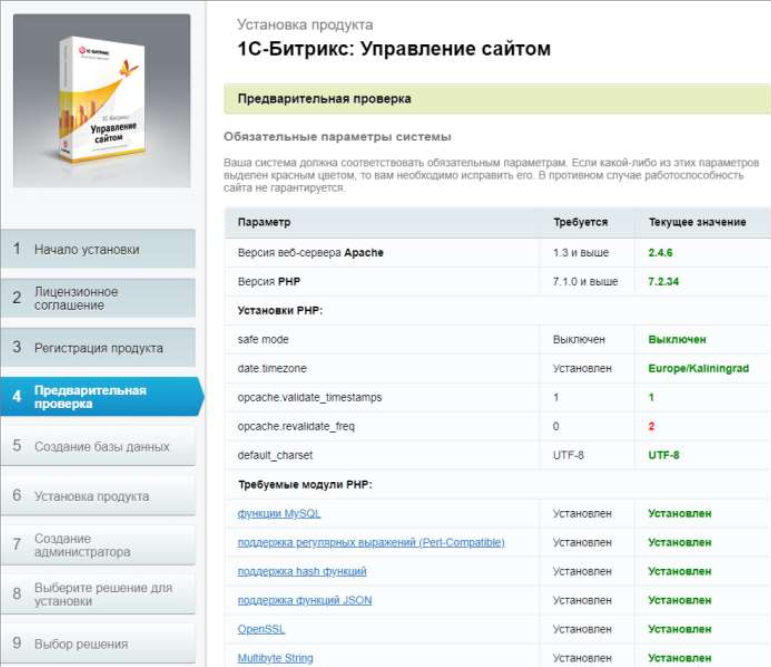 1С-БИТРИКС
1С-Битрикс:
Управление
сайтом
1 Начало установки
2 Лицензионное
соглашение
3 Регистрация продукта
4 Предварительная
проверка
5 Создание базы данных
6 Установка продукта
7 Создание
администратора
8 Выберите решение для
установки
9 Выбор решения
Установка продукта
1С-Битрикс: Управление сайтом
Предварительная проверка
Обязательные параметры системы
Ваша система должна соответствовать обязательным параметрам. Если какой-либо из этих параметров
выделен красным цветом, то вам необходимо исправить его. В противном случае работоспособность
сайта не гарантируется.
Параметр Требуется Текущее значение
Версия веб-сервера Apache 1.3 и выше 2.4.6
Версия PHP 7.1.0 и выше 7.2.34
Установки PHP:
safe mode Выключен Выключен
date.timezone Установлен Europe/Kaliningrad
opcache.validate_timestamps 1 1
opcache.revalidate_freq 0 2
default_charset UTF-8 UTF-8
Требуемые модули PHP:
функции MySQL Установлен Установлен
поддержка регулярных выражений (Perl-Compatible) Установлен Установлен
поддержка hash функций Установлен Установлен
поддержка функций JSON Установлен Установлен
OpenSSL Установлен Установлен
Multibyte String Установлен Установлен